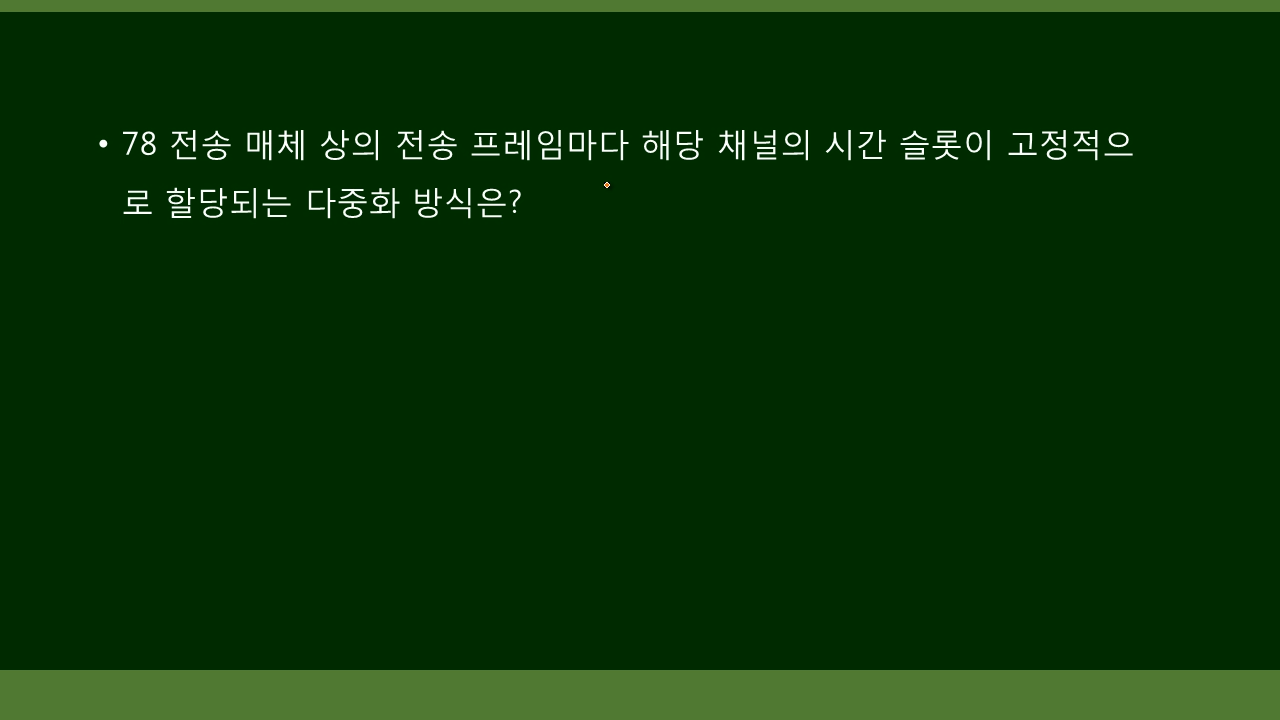 • 78 전송 매체 상의 전송 프레임마다 해당 채널의 시간 슬롯이 고정적으
로 할당되는 다중화 방식은?